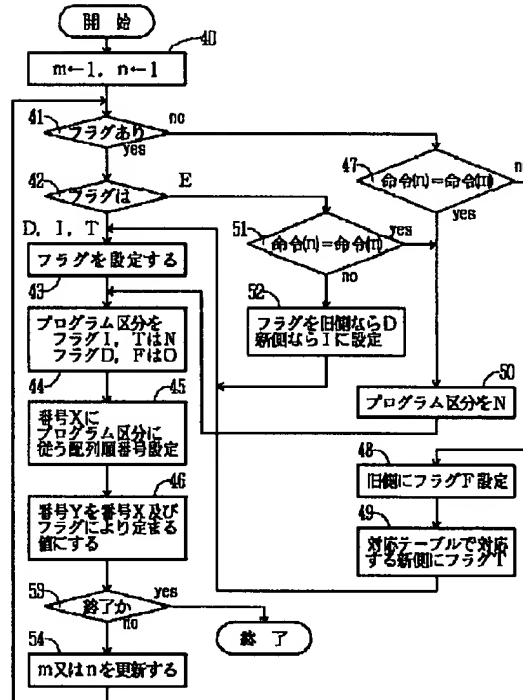 開始
40
m←1, n←1
41
フラグあり
no
yes
42
フラグは
E
47
命令(n)=命令(m)
n
yes
D, I, T
51
命令(n)=命令(m)
yes
no
フラグを設定する
43
52
フラグを旧側ならD
新側ならIに設定
プログラム区分を
フラグI, TはN
フラグD, FはO
44
50
プログラム区分をN
45
番号Xに
プログラム区分に
従う配列順番号設定
48
旧側にフラグF設定
46
番号Yを番号X及び
フラグにより定まる
値にする
49
対応テーブルで対応
する新側にフラグT
53
終了か
yes
no
終了
54
m又はnを更新する